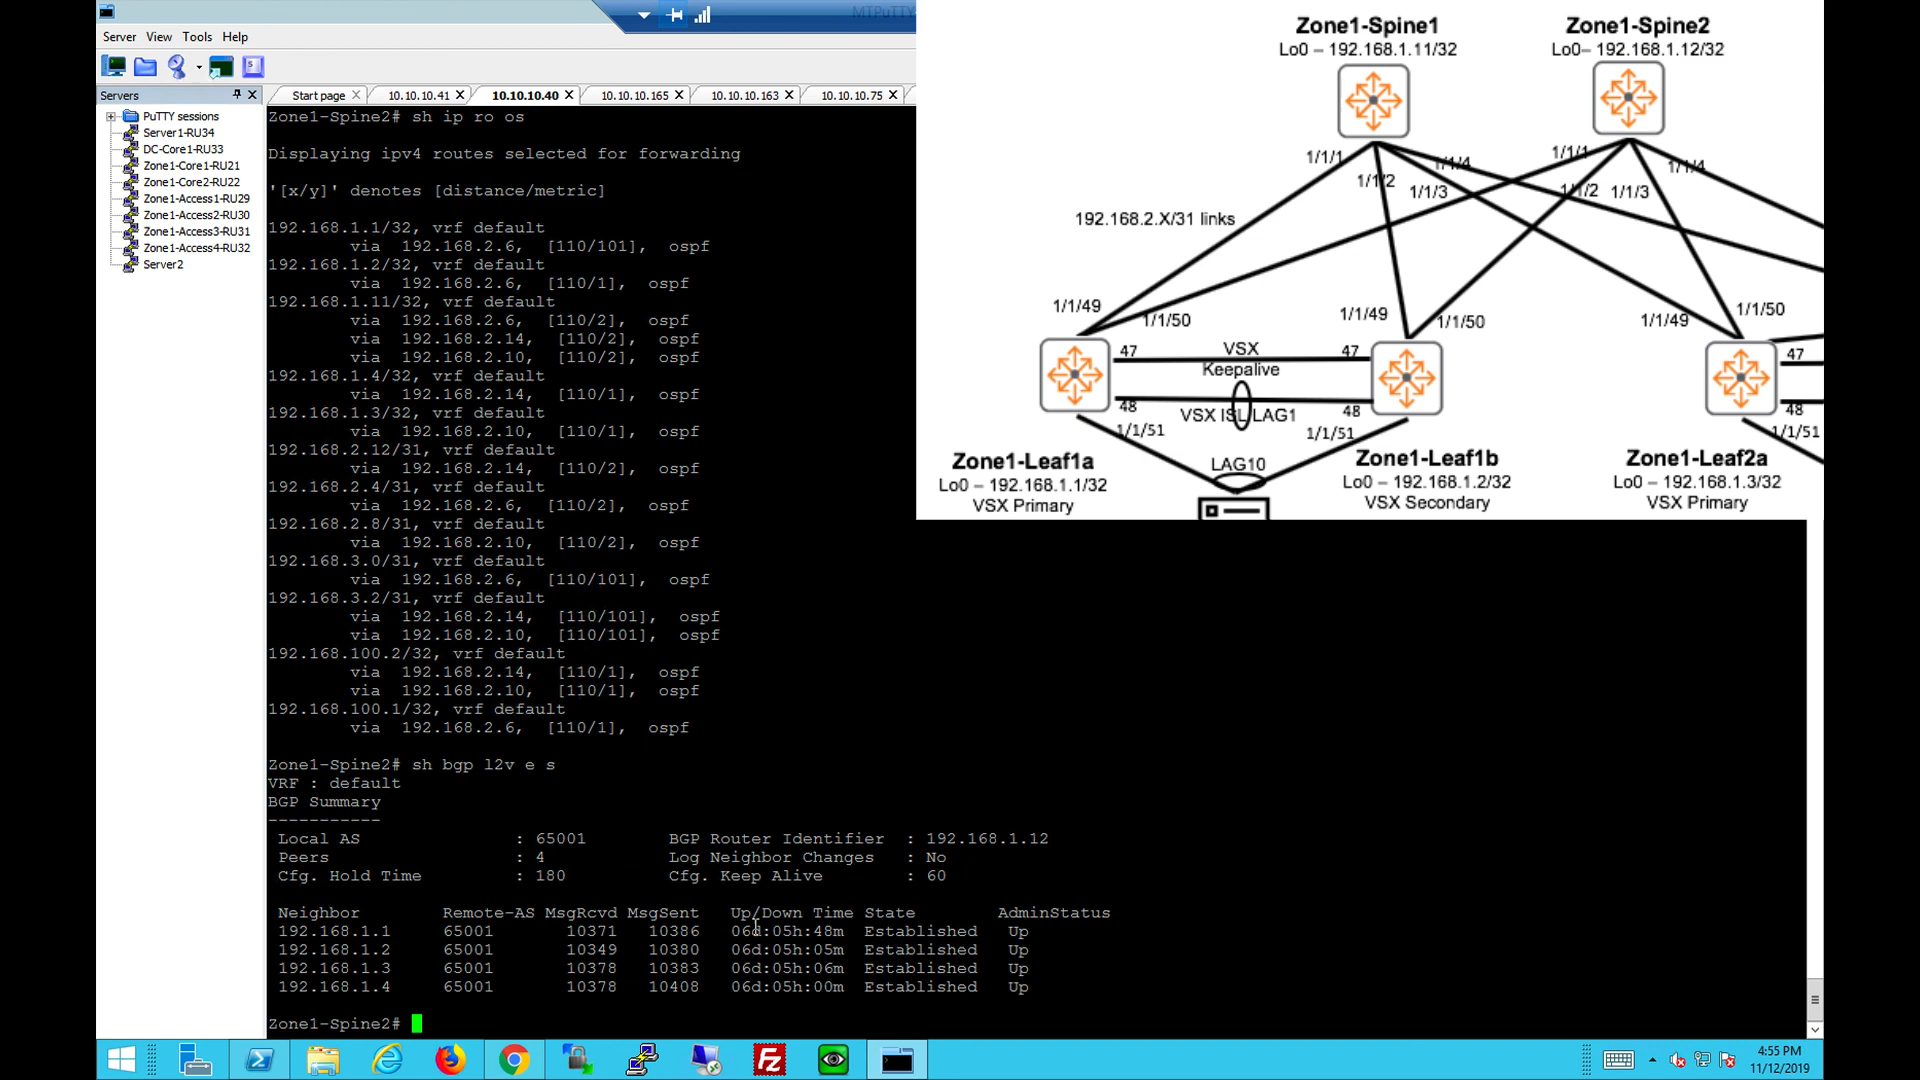 MTPuTTY
Server View Tools Help
Servers
Start page 10.10.10.41 10.10.10.40 10.10.10.165 10.10.10.163 10.10.10.75
PuTTY sessions
Server1-RU34
DC-Core1-RU33
Zone1-Core1-RU21
Zone1-Core2-RU22
Zone1-Access1-RU29
Zone1-Access2-RU30
Zone1-Access3-RU31
Zone1-Access4-RU32
Server2
Zone1-Spine2# sh ip ro os
Displaying ipv4 routes selected for forwarding
'[x/y]' denotes [distance/metric]
192.168.1.1/32, vrf default
via 192.168.2.6, [110/101], ospf
192.168.1.2/32, vrf default
via 192.168.2.6, [110/1], ospf
192.168.1.11/32, vrf default
via 192.168.2.6, [110/2], ospf
via 192.168.2.14, [110/2], ospf
via 192.168.2.10, [110/2], ospf
192.168.1.4/32, vrf default
via 192.168.2.14, [110/1], ospf
192.168.1.3/32, vrf default
via 192.168.2.10, [110/1], ospf
192.168.2.12/31, vrf default
via 192.168.2.14, [110/2], ospf
192.168.2.4/31, vrf default
via 192.168.2.6, [110/2], ospf
192.168.2.8/31, vrf default
via 192.168.2.10, [110/2], ospf
192.168.3.0/31, vrf default
via 192.168.2.6, [110/101], ospf
192.168.3.2/31, vrf default
via 192.168.2.14, [110/101], ospf
via 192.168.2.10, [110/101], ospf
192.168.100.2/32, vrf default
via 192.168.2.14, [110/1], ospf
via 192.168.2.10, [110/1], ospf
192.168.100.1/32, vrf default
via 192.168.2.6, [110/1], ospf
Zone1-Spine2# sh bgp l2v e s
VRF : default
BGP Summary
-----------
Local AS : 65001 BGP Router Identifier : 192.168.1.12
Peers : 4 Log Neighbor Changes : No
Cfg. Hold Time : 180 Cfg. Keep Alive : 60
Neighbor Remote-AS MsgRcvd MsgSent Up/Down Time State AdminStatus
192.168.1.1 65001 10371 10386 06d:05h:48m Established Up
192.168.1.2 65001 10349 10380 06d:05h:05m Established Up
192.168.1.3 65001 10378 10383 06d:05h:06m Established Up
192.168.1.4 65001 10378 10408 06d:05h:00m Established Up
Zone1-Spine2#
Zone1-Spine1 Zone1-Spine2
Lo0 – 192.168.1.11/32 Lo0– 192.168.1.12/32
1/1/1 1/1/4 1/1/1 1/1/4
1/1/2 1/1/3 1/1/2 1/1/3
192.168.2.X/31 links
1/1/49 1/1/50 1/1/49 1/1/50 1/1/49 1/1/50
47 VSX 47 47
Keepalive
48 VSX ISL LAG1 48 48
1/1/51 1/1/51 1/1/51
LAG10
Zone1-Leaf1a Zone1-Leaf1b Zone1-Leaf2a
Lo0 – 192.168.1.1/32 Lo0 – 192.168.1.2/32 Lo0 – 192.168.1.3/32
VSX Primary VSX Secondary VSX Primary
4:55 PM
11/12/2019